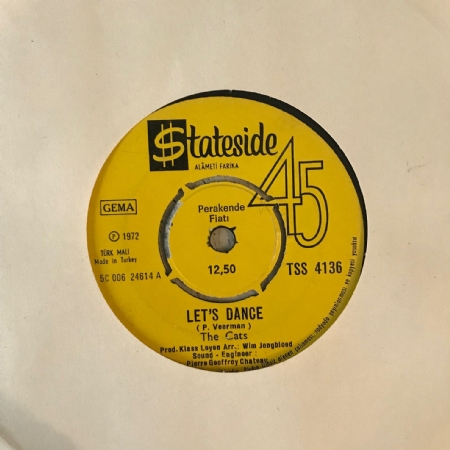 $tateside
ALÂMETİ FARİKA
45
GEMA
Perakende
Fiatı
℗ 1972
12,50
TÜRK MALI
Made in Turkey
TSS 4136
5C 006 24614 A
LET'S DANCE
( P. Veerman )
The Cats
Prod. Klaas Leyen Arr.: Wim Jongbloed
Sound - Engineer :
Pierre Geoffroy Chateau